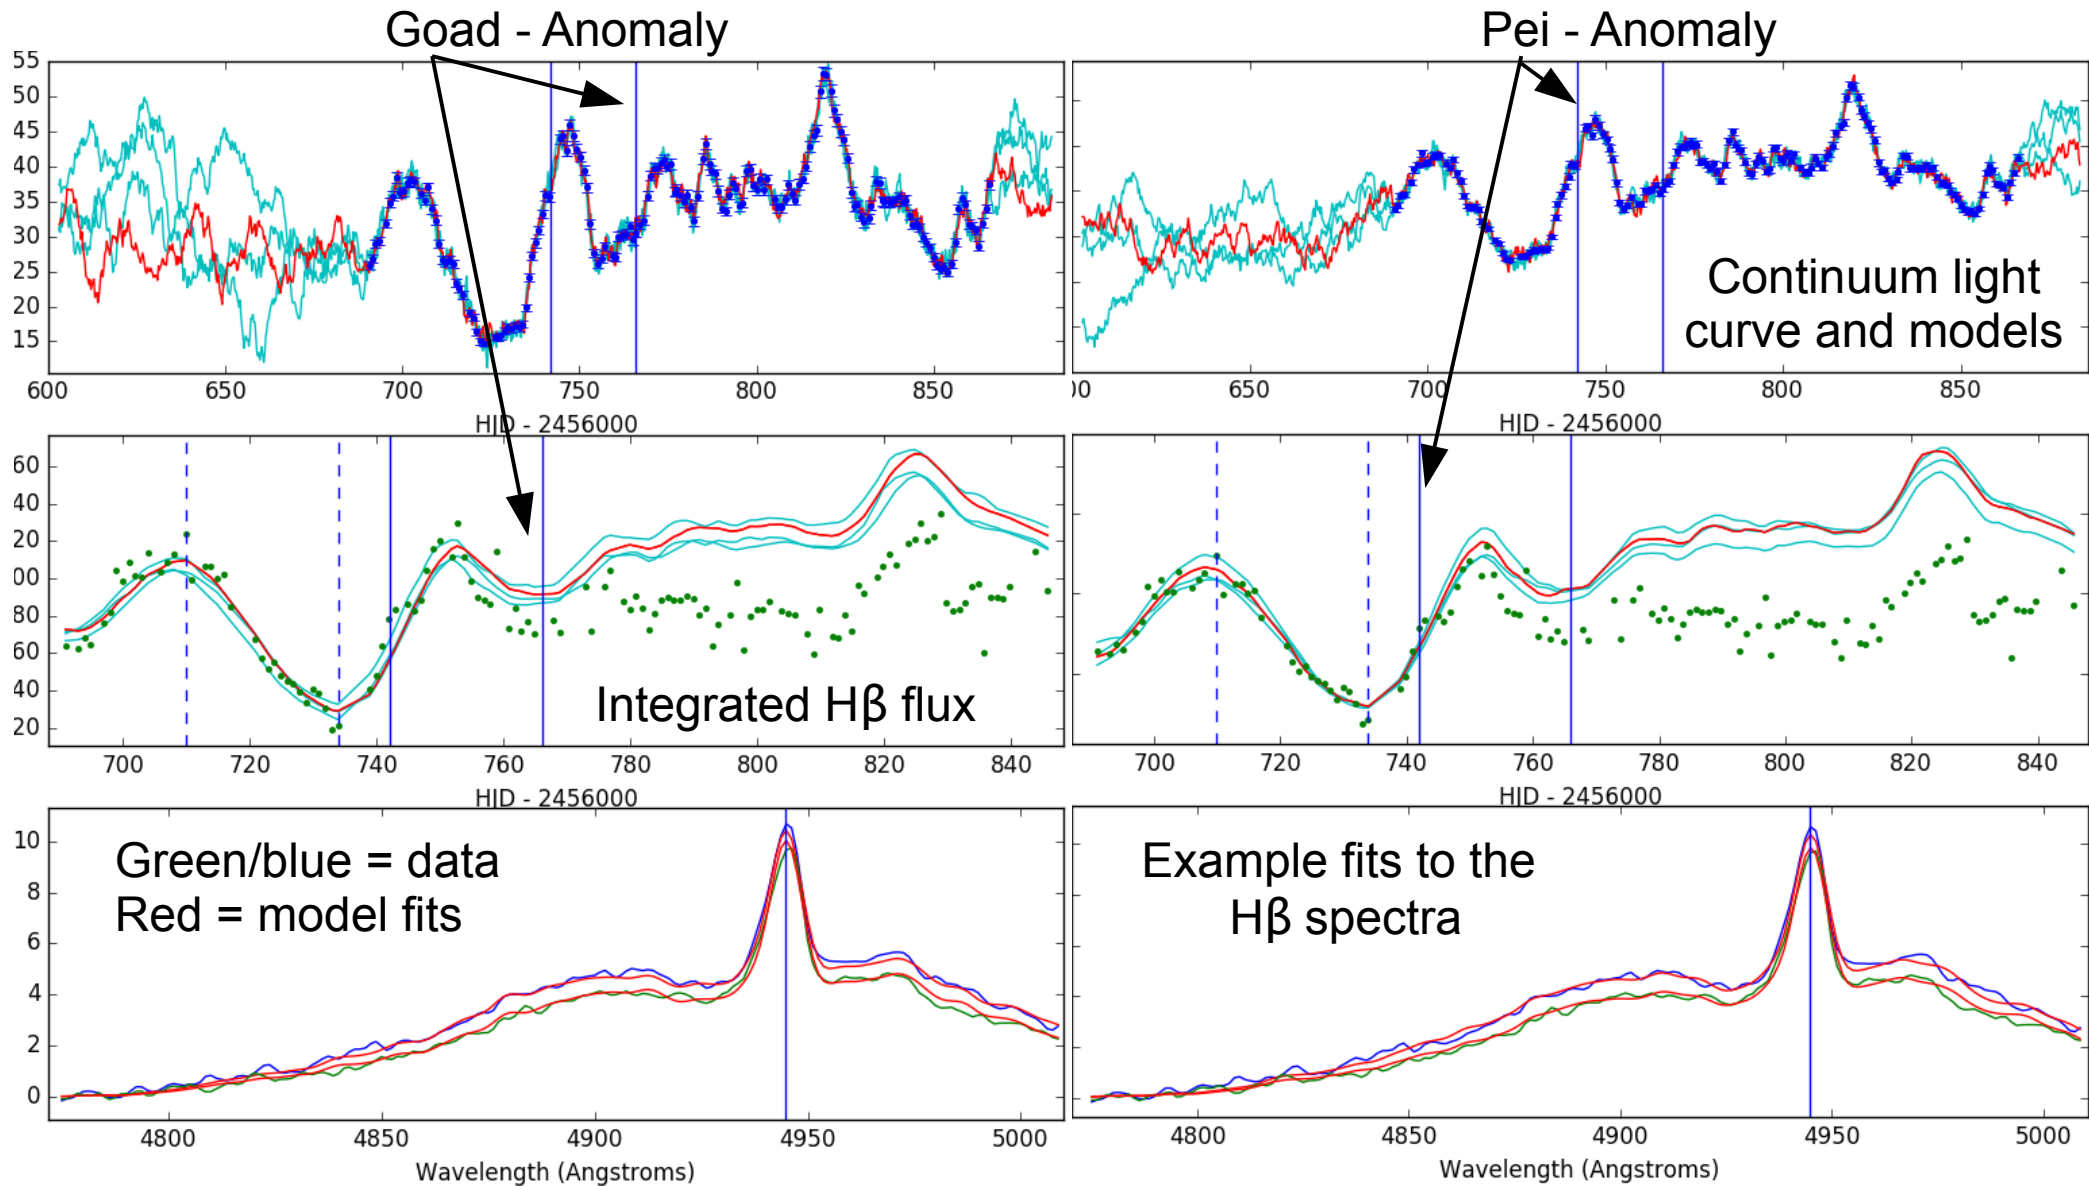 Goad - Anomaly
Pei - Anomaly
55
50
45
40
35
30
25
20
15
600 650 700 750 800 850
HJD - 2456000
00 650 700 750 800 850
HJD - 2456000
Continuum light
curve and models
60
40
20
00
80
60
40
20
700 720 740 760 780 800 820 840
HJD - 2456000
Integrated Hβ flux
700 720 740 760 780 800 820 840
HJD - 2456000
10
8
6
4
2
0
Green/blue = data
Red = model fits
4800 4850 4900 4950 5000
Wavelength (Angstroms)
Example fits to the
Hβ spectra
4800 4850 4900 4950 5000
Wavelength (Angstroms)